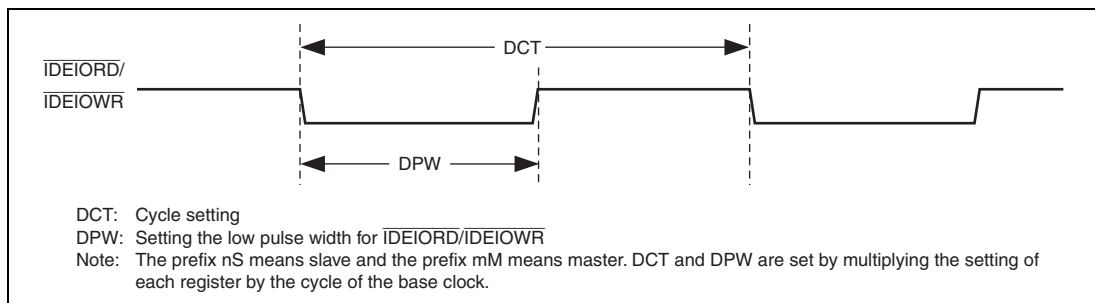 DCT
IDEIORD/
IDEIOWR
DPW
DCT: Cycle setting
DPW: Setting the low pulse width for IDEIORD/IDEIOWR
Note: The prefix nS means slave and the prefix mM means master. DCT and DPW are set by multiplying the setting of
each register by the cycle of the base clock.